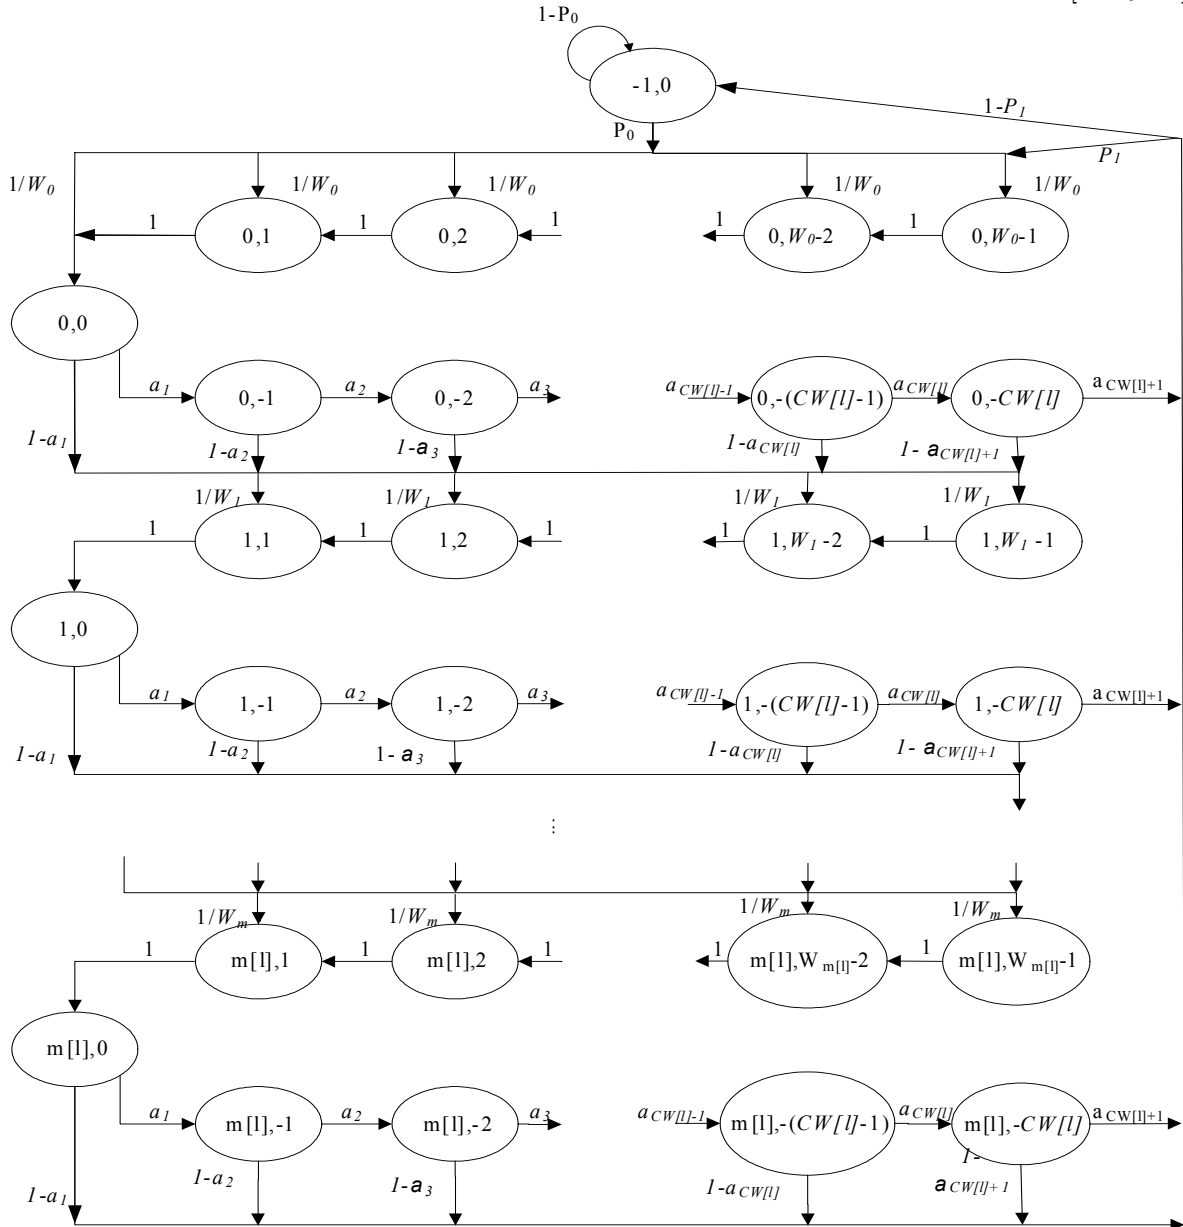 1-P0
-1,0
1-P1
P0
P1
1/W0 1/W0 1/W0 1/W0 1/W0
1 0,1 1 0,2 1 1 0,W0-2 1 0,W0-1
0,0
a1 0,-1 a2 0,-2 a3 aCW[l]-1 0,-(CW[l]-1) aCW[l] 0,-CW[l] aCW[l]+1
1-a1 1-a2 1-a3 1-aCW[l] 1- aCW[l]+1
1/W1 1/W1 1/W1 1/W1
1 1,1 1 1,2 1 1 1,W1-2 1 1,W1-1
1,0
a1 1,-1 a2 1,-2 a3 aCW[l]-1 1,-(CW[l]-1) aCW[l] 1,-CW[l] aCW[l]+1
1-a1 1-a2 1- a3 1-aCW[l] 1- aCW[l]+1
⋮
1/Wm 1/Wm 1/Wm 1/Wm
1 m[l],1 1 m[l],2 1 1 m[l],Wm[l]-2 1 m[l],Wm[l]-1
m[l],0
a1 m[l],-1 a2 m[l],-2 a3 aCW[l]-1 m[l],-(CW[l]-1) aCW[l] m[l],-CW[l] aCW[l]+1
1-a1 1-a2 1-a3 1-aCW[l] 1-
aCW[l]+1